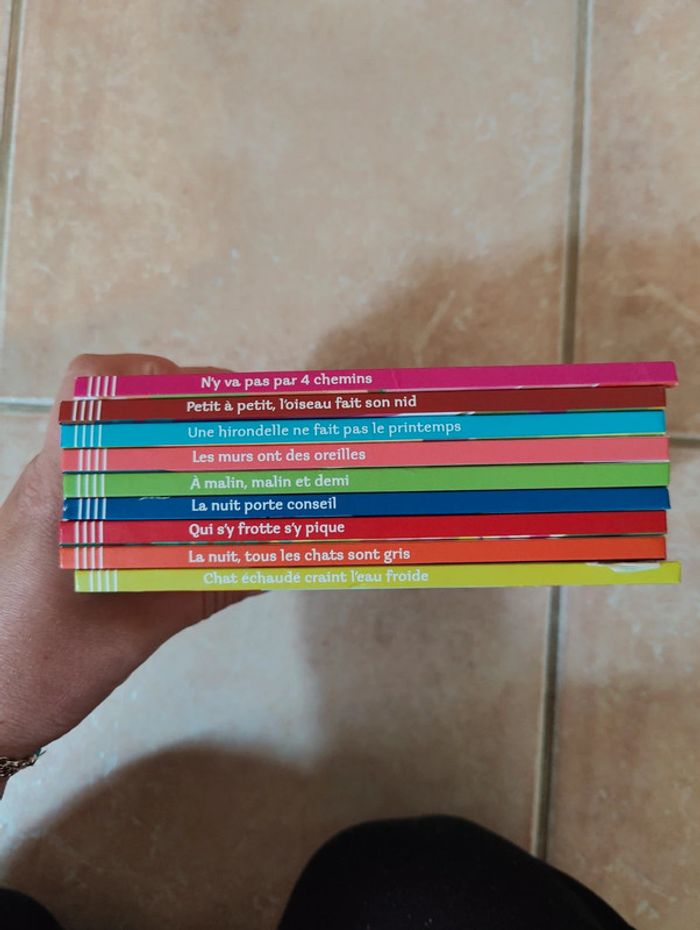 N'y va pas par 4 chemins
Petit à petit, l'oiseau fait son nid
Une hirondelle ne fait pas le printemps
Les murs ont des oreilles
À malin, malin et demi
La nuit porte conseil
Qui s'y frotte s'y pique
La nuit, tous les chats sont gris
Chat échaudé craint l'eau froide